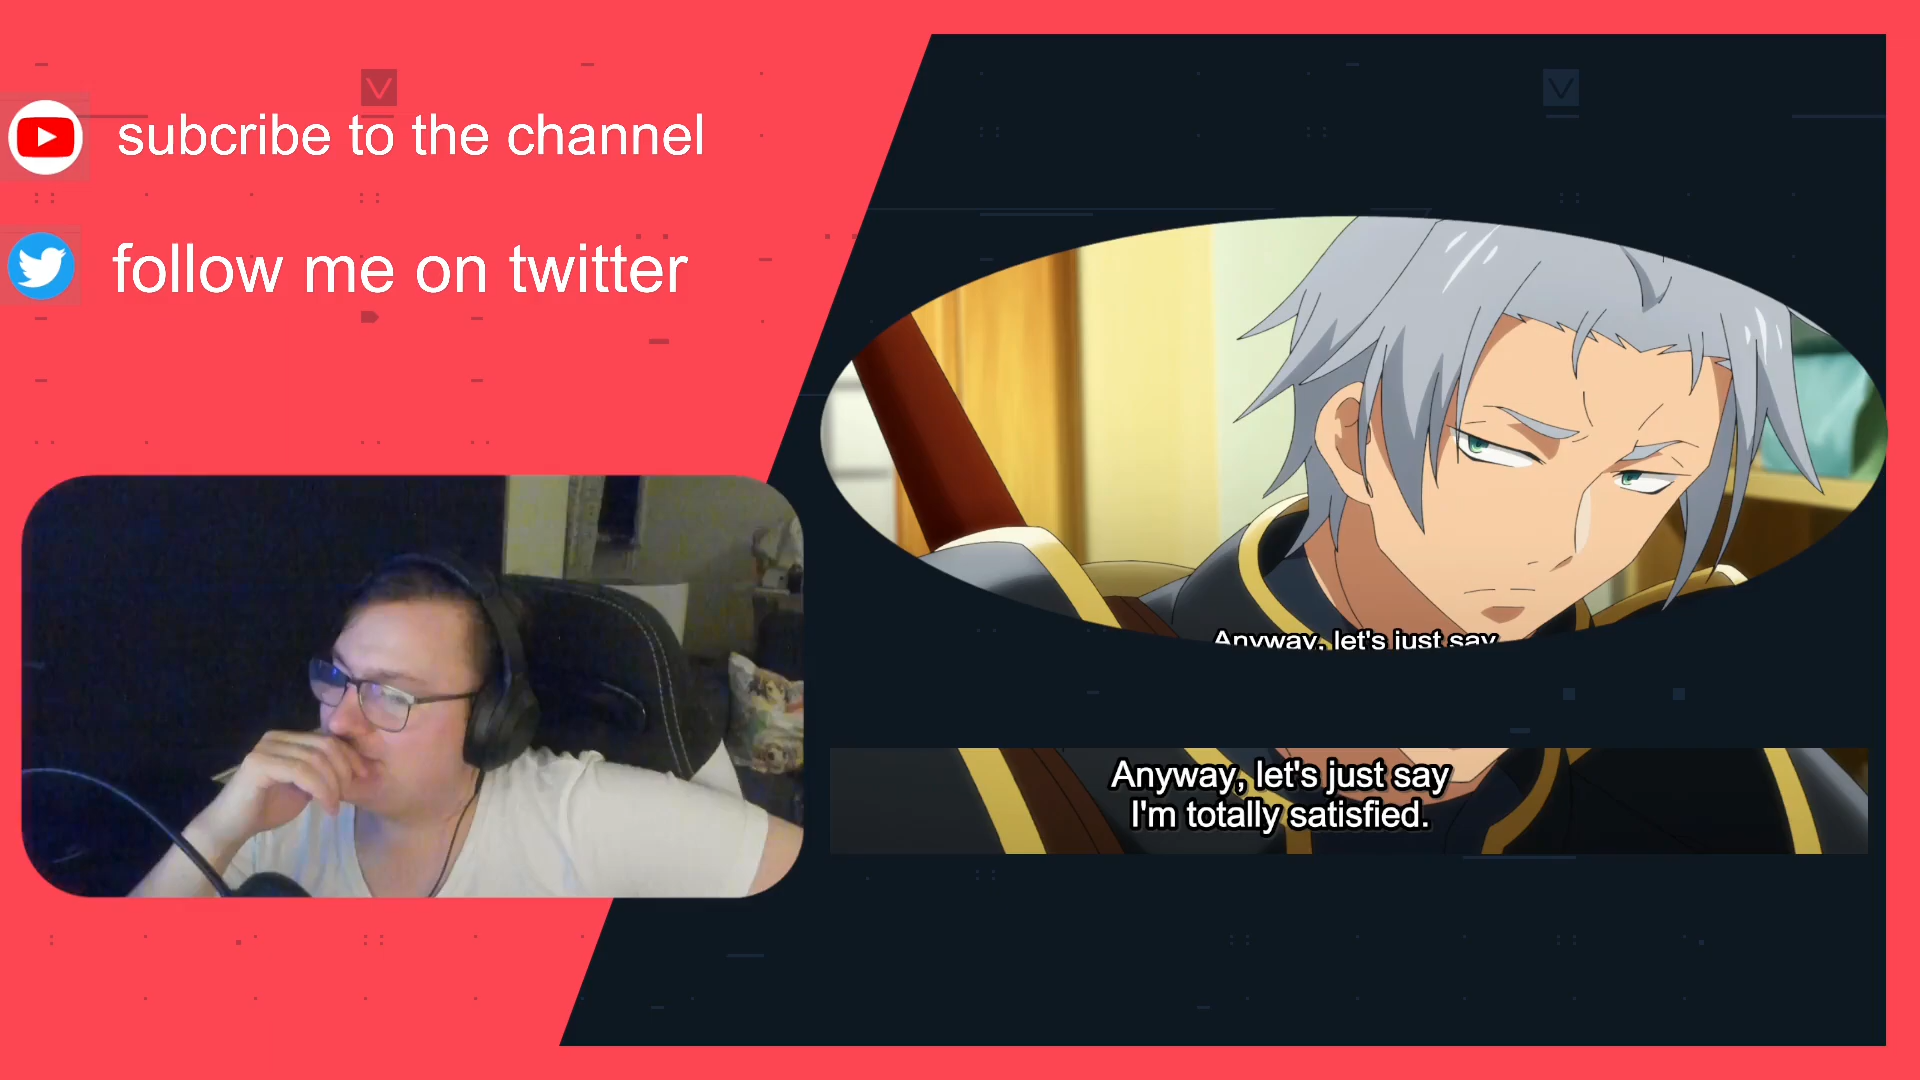 subcribe to the channel
follow me on twitter
Anyway, let's just say
Anyway, let's just say
I'm totally satisfied.